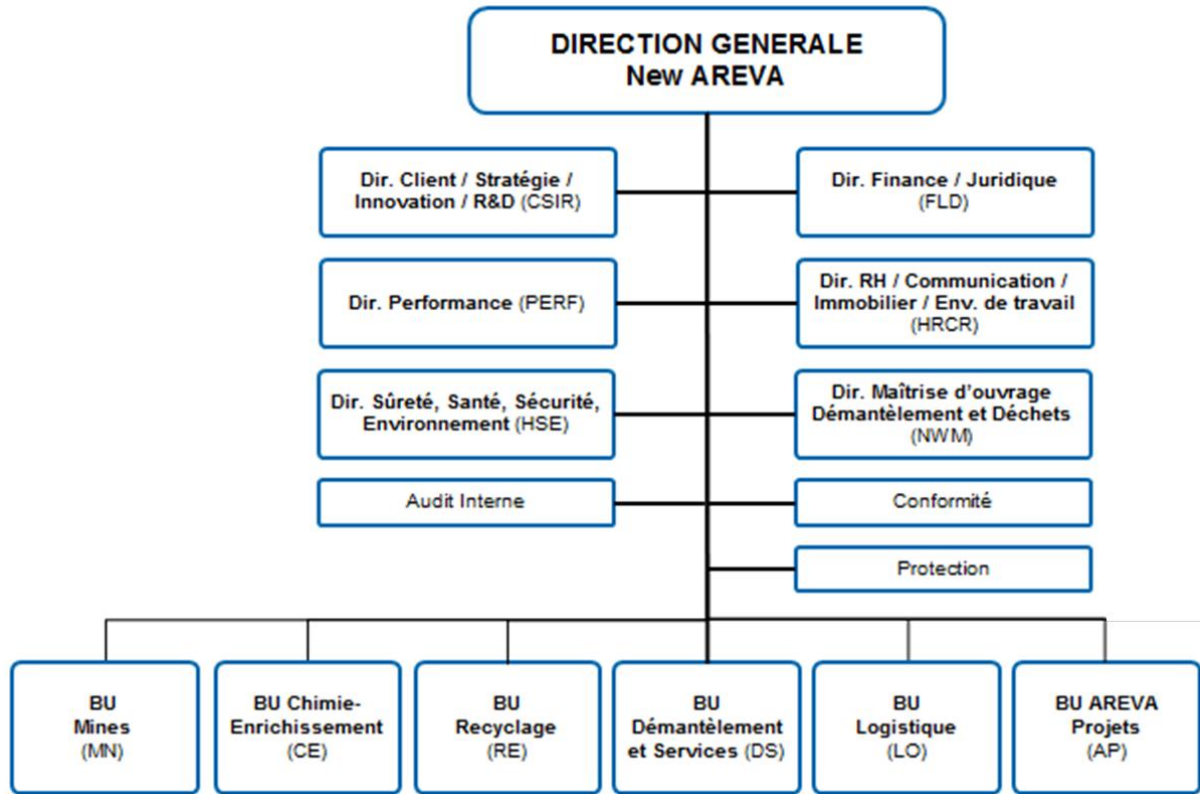 DIRECTION GENERALE
New AREVA
Dir. Client / Stratégie /
Innovation / R&D (CSIR)
Dir. Finance / Juridique
(FLD)
Dir. Performance (PERF)
Dir. RH / Communication /
Immobilier / Env. de travail
(HRCR)
Dir. Sûreté, Santé, Sécurité,
Environnement (HSE)
Dir. Maîtrise d'ouvrage
Démantèlement et Déchets
(NWM)
Audit Interne
Conformité
Protection
BU
Mines
(MN)
BU Chimie-
Enrichissement
(CE)
BU
Recyclage
(RE)
BU
Démantèlement
et Services (DS)
BU
Logistique
(LO)
BU AREVA
Projets
(AP)